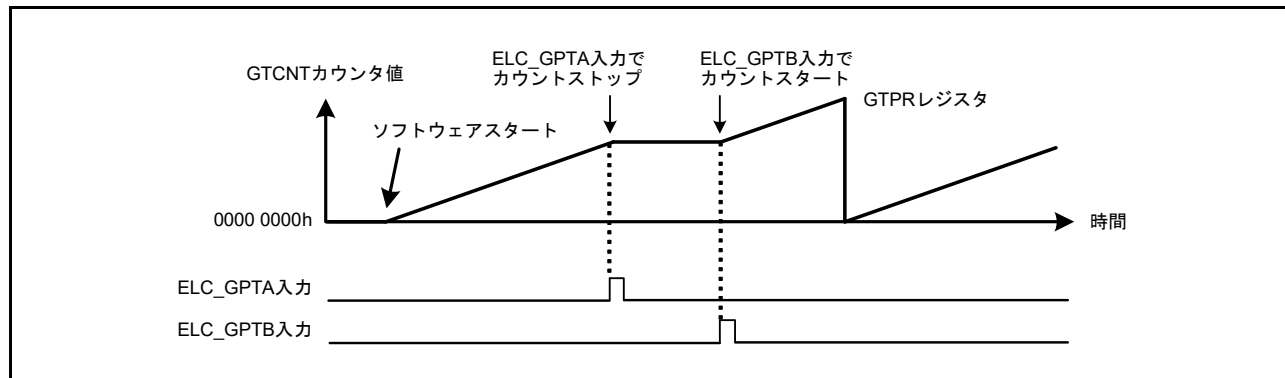 ELC_GPTA入力で
カウントストップ
ELC_GPTB入力で
カウントスタート
GTCNTカウンタ値
GTPRレジスタ
ソフトウェアスタート
0000 0000h
時間
ELC_GPTA入力
ELC_GPTB入力